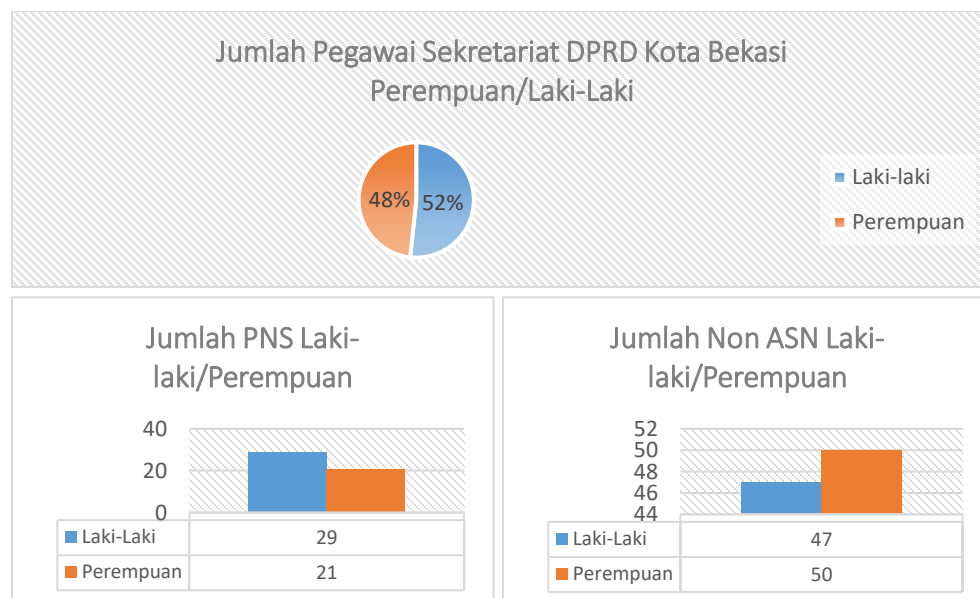 Jumlah Pegawai Sekretariat DPRD Kota Bekasi
Perempuan/Laki-Laki
48%
52%
Laki-laki
Perempuan
Jumlah PNS Laki-
laki/Perempuan
40
20
0
Laki-Laki 29
Perempuan 21
Jumlah Non ASN Laki-
laki/Perempuan
52
50
48
46
44
Laki-Laki 47
Perempuan 50